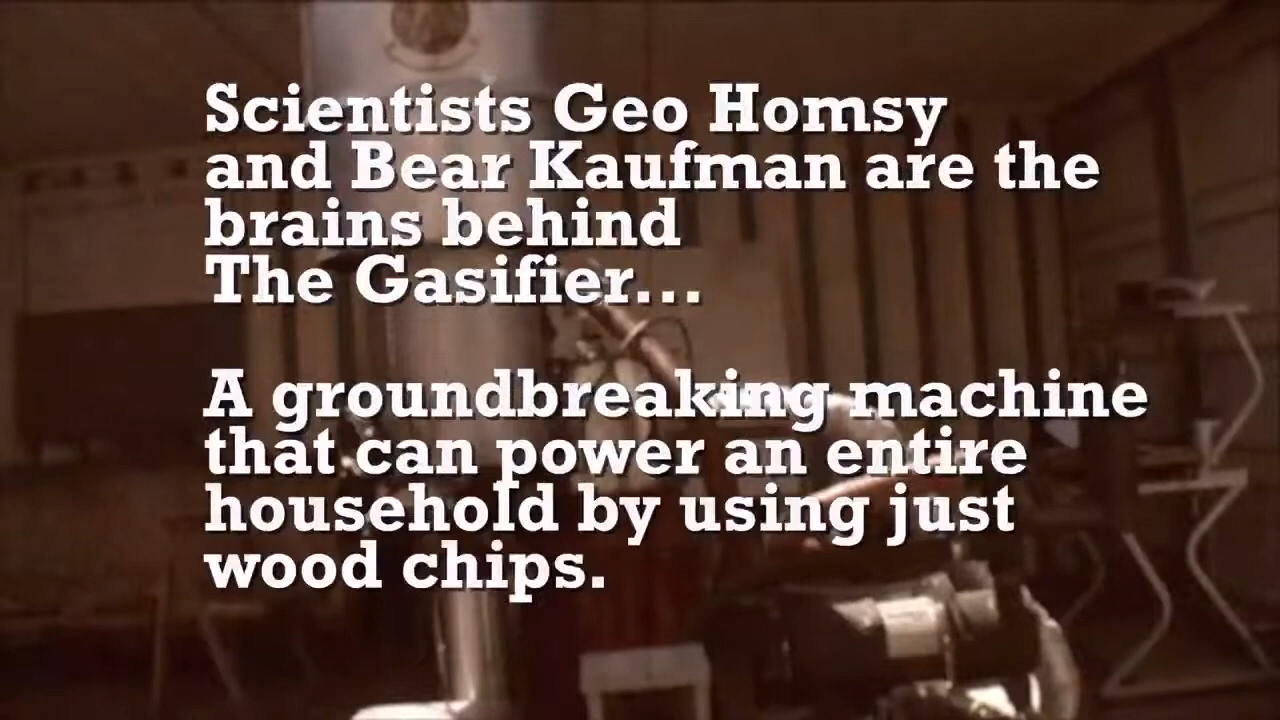 Scientists Geo Homsy
and Bear Kaufman are the
brains behind
The Gasifier...
A groundbreaking machine
that can power an entire
household by using just
wood chips.